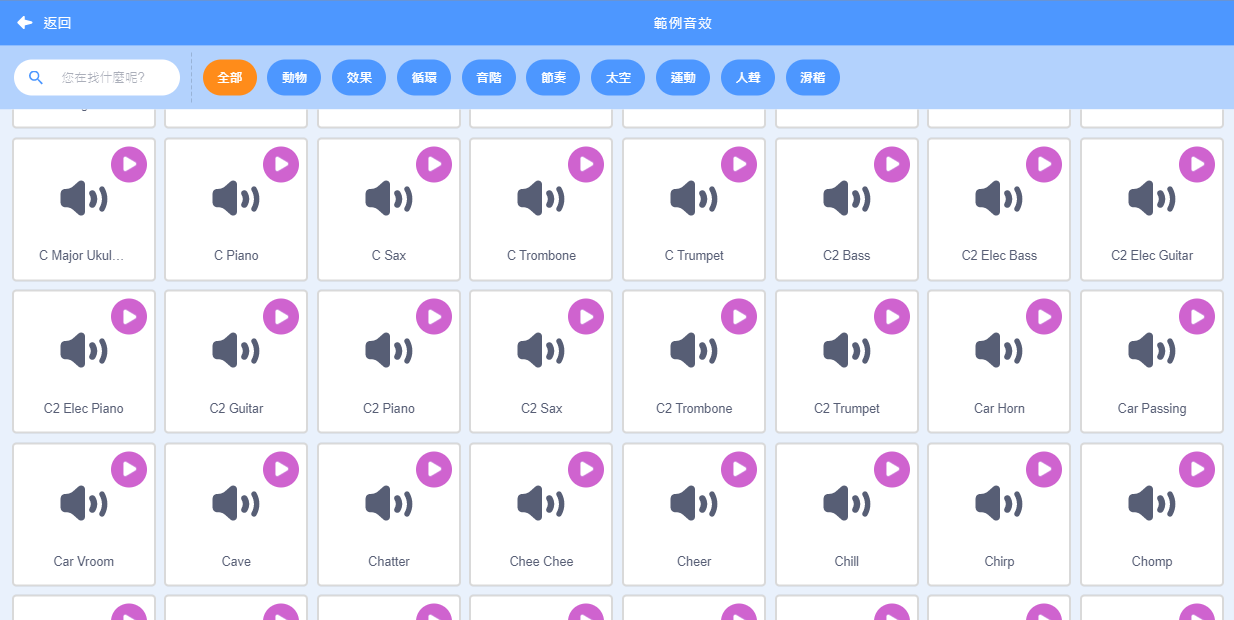 返回
範例音效
您在找什麼呢?
全部 動物 效果 循環 音階 節奏 太空 運動 人聲 滑稽
C Major Ukul... C Piano C Sax C Trombone C Trumpet C2 Bass C2 Elec Bass C2 Elec Guitar
C2 Elec Piano C2 Guitar C2 Piano C2 Sax C2 Trombone C2 Trumpet Car Horn Car Passing
Car Vroom Cave Chatter Chee Chee Cheer Chill Chirp Chomp